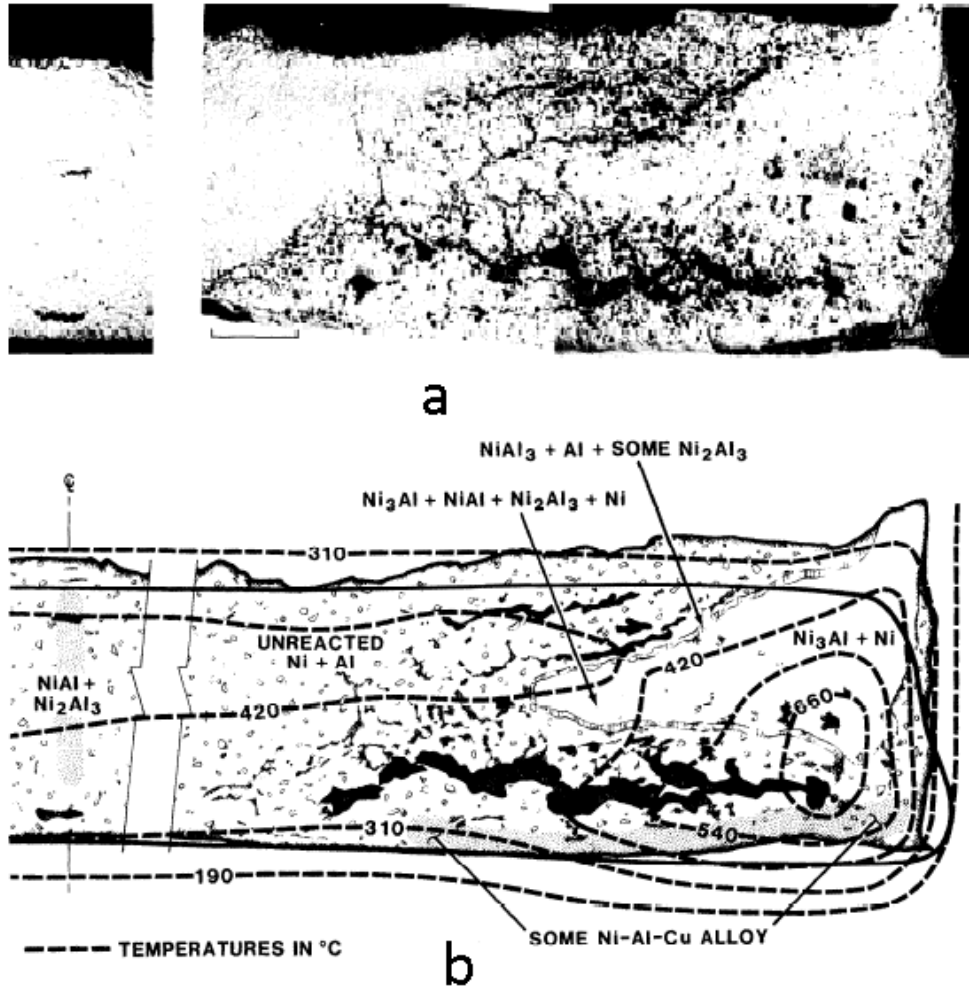 a
NiAl₃ + Al + SOME Ni₂Al₃
Ni₃Al + NiAl + Ni₂Al₃ + Ni
℄
310
UNREACTED
Ni + Al
Ni₃Al + Ni
420
NiAl +
Ni₂Al₃
420
660
310
540
190
SOME Ni-Al-Cu ALLOY
TEMPERATURES IN °C
b